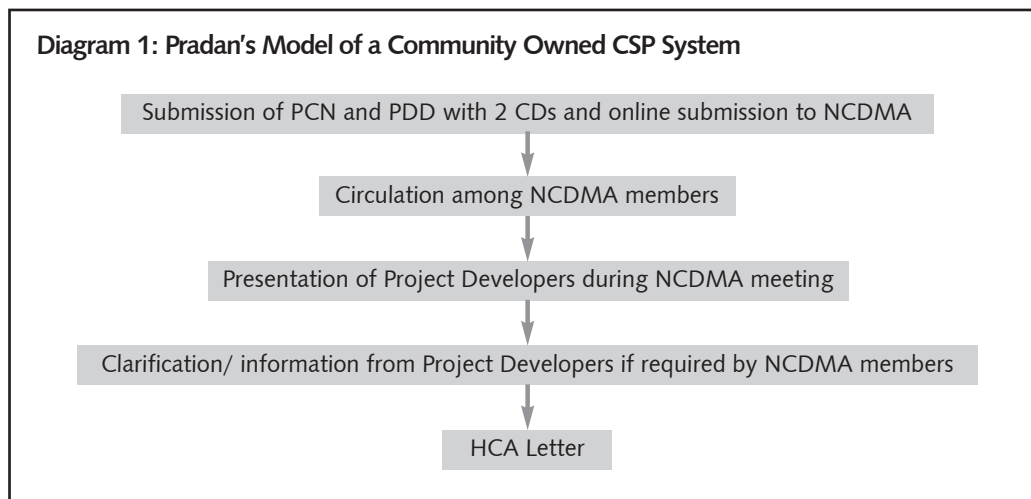 Diagram 1: Pradan's Model of a Community Owned CSP System
Submission of PCN and PDD with 2 CDs and online submission to NCDMA
Circulation among NCDMA members
Presentation of Project Developers during NCDMA meeting
Clarification/ information from Project Developers if required by NCDMA members
HCA Letter